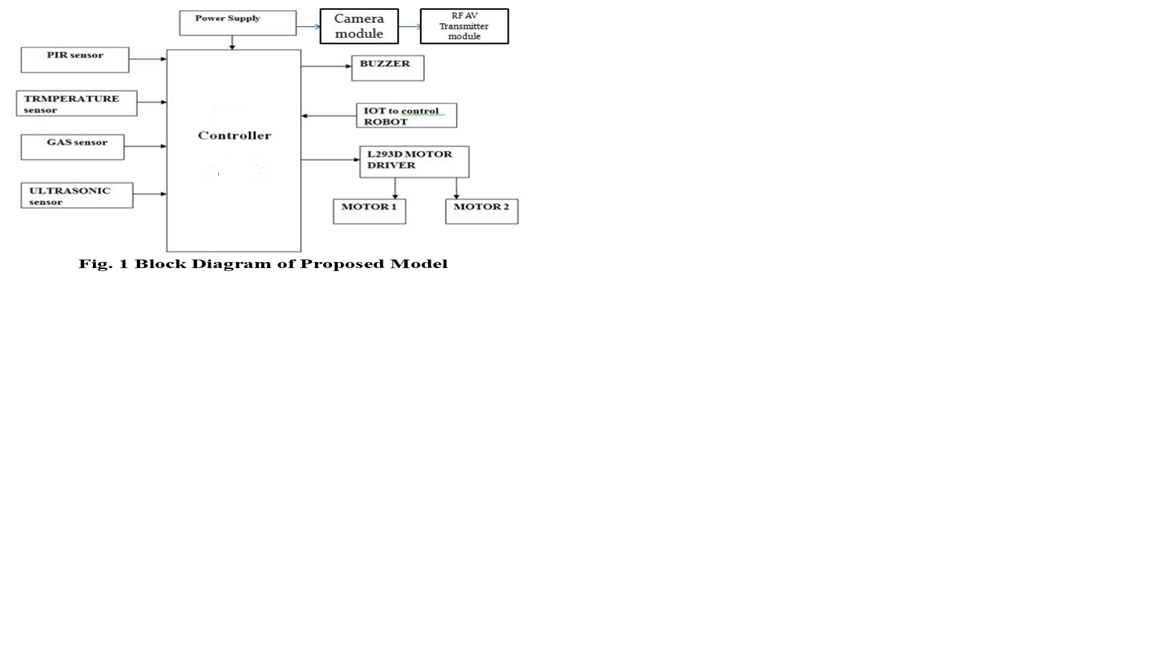 Power Supply
Camera
module
RF AV
Transmitter
module
PIR sensor
BUZZER
TRMPERATURE
sensor
IOT to control
ROBOT
Controller
GAS sensor
L293D MOTOR
DRIVER
ULTRASONIC
sensor
MOTOR 1
MOTOR 2
Fig. 1 Block Diagram of Proposed Model